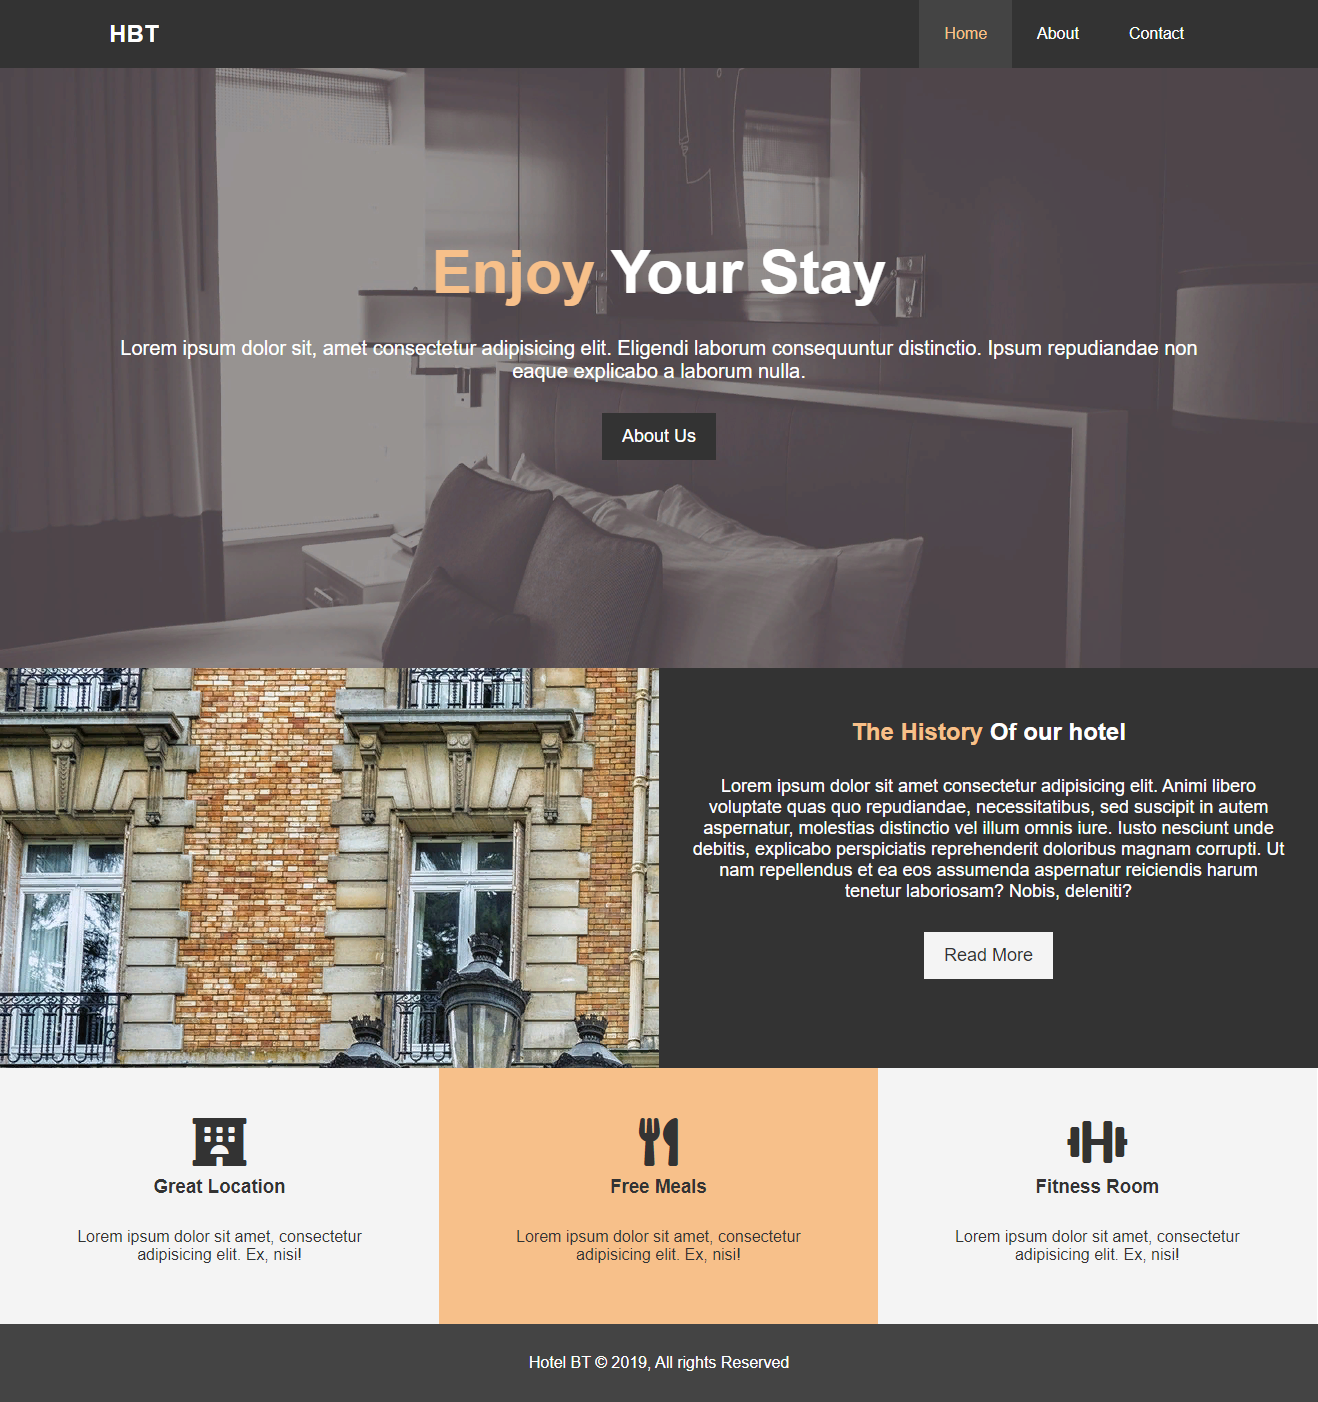 HBT
Home About Contact
Enjoy Your Stay
Lorem ipsum dolor sit, amet consectetur adipisicing elit. Eligendi laborum consequuntur distinctio. Ipsum repudiandae non
eaque explicabo a laborum nulla.
About Us
The History Of our hotel
Lorem ipsum dolor sit amet consectetur adipisicing elit. Animi libero
voluptate quas quo repudiandae, necessitatibus, sed suscipit in autem
aspernatur, molestias distinctio vel illum omnis iure. Iusto nesciunt unde
debitis, explicabo perspiciatis reprehenderit doloribus magnam corrupti. Ut
nam repellendus et ea eos assumenda aspernatur reiciendis harum
tenetur laboriosam? Nobis, deleniti?
Read More
Great Location
Lorem ipsum dolor sit amet, consectetur
adipisicing elit. Ex, nisi!
Free Meals
Lorem ipsum dolor sit amet, consectetur
adipisicing elit. Ex, nisi!
Fitness Room
Lorem ipsum dolor sit amet, consectetur
adipisicing elit. Ex, nisi!
Hotel BT © 2019, All rights Reserved